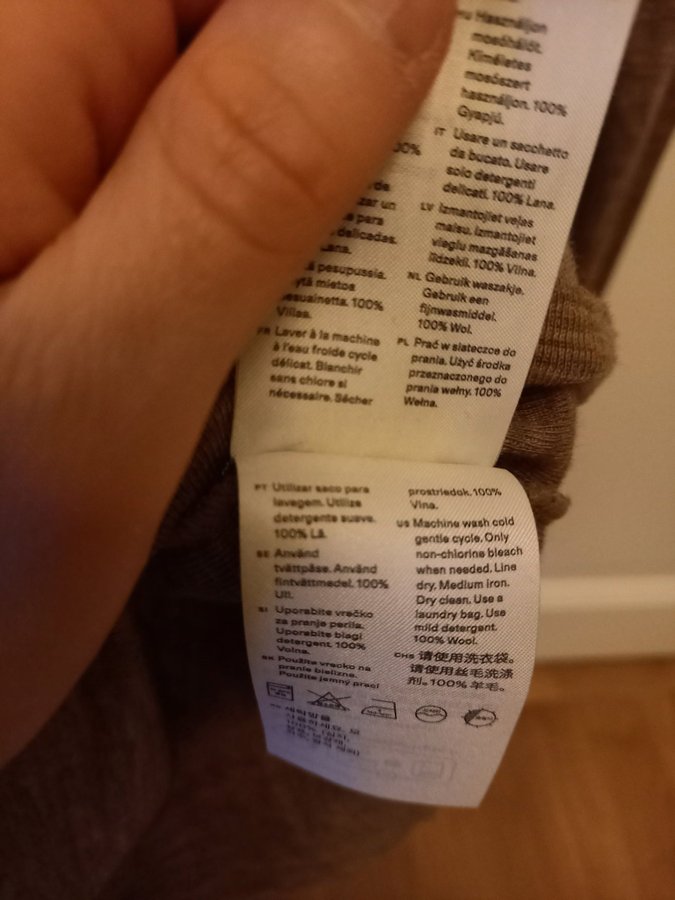 HU Használjon
mosóhálót.
Kíméletes
mosószert
használjon. 100%
Gyapjú.
IT Usare un sacchetto
da bucato. Usare
solo detergenti
delicati. 100% Lana.
LV Izmantojiet veļas
maisu. Izmantojiet
vieglu mazgāšanas
līdzekli. 100% Vilna.
NL Gebruik waszakje.
Gebruik een
fijnwasmiddel.
100% Wol.
PL Prać w siateczce do
prania. Użyć środka
przeznaczonego do
prania wełny. 100%
Wełna.
para
delicadas.
pesupussia.
mietoa
100%
Villaa.
FR Laver à la machine
à l'eau froide cycle
délicat. Blanchir
sans chlore si
nécessaire. Sécher
PT Utilizar saco para
lavagem. Utilize
detergente suave.
100% Lã.
SE Använd
tvättpåse. Använd
fintvättmedel. 100%
Ull.
SI Uporabite vrečko
za pranje perila.
Uporabite blagi
detergent. 100%
Volna.
SK Použite vrecko na
pranie bielizne.
Použite jemný prací
prostriedok. 100%
Vlna.
US Machine wash cold
gentle cycle. Only
non-chlorine bleach
when needed. Line
dry. Medium iron.
Dry clean. Use a
laundry bag. Use
mild detergent.
100% Wool.
CHS 请使用洗衣袋。
请使用丝毛洗涤
剂。100% 羊毛。